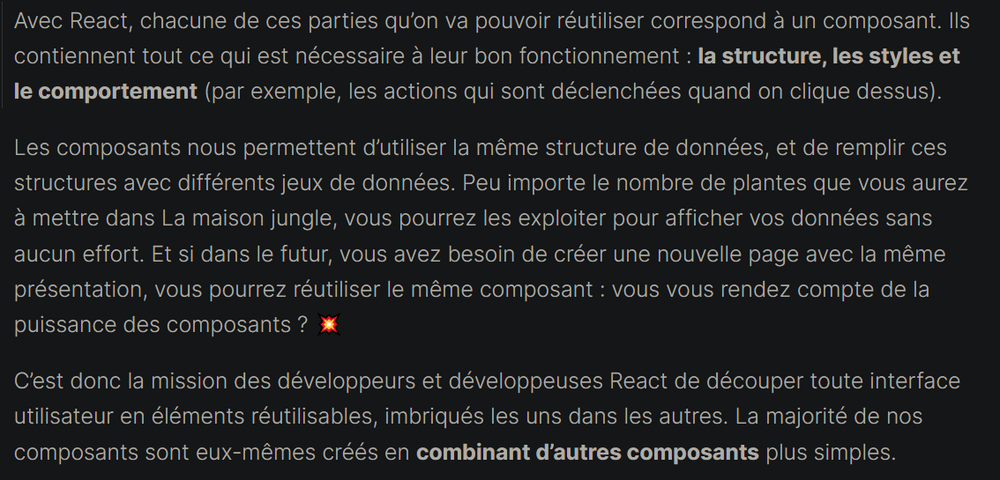 Avec React, chacune de ces parties qu’on va pouvoir réutiliser correspond à un composant. Ils
contiennent tout ce qui est nécessaire à leur bon fonctionnement : la structure, les styles et
le comportement (par exemple, les actions qui sont déclenchées quand on clique dessus).
Les composants nous permettent d’utiliser la même structure de données, et de remplir ces
structures avec différents jeux de données. Peu importe le nombre de plantes que vous aurez
à mettre dans La maison jungle, vous pourrez les exploiter pour afficher vos données sans
aucun effort. Et si dans le futur, vous avez besoin de créer une nouvelle page avec la même
présentation, vous pourrez réutiliser le même composant : vous vous rendez compte de la
puissance des composants ? 💥
C’est donc la mission des développeurs et développeuses React de découper toute interface
utilisateur en éléments réutilisables, imbriqués les uns dans les autres. La majorité de nos
composants sont eux-mêmes créés en combinant d’autres composants plus simples.